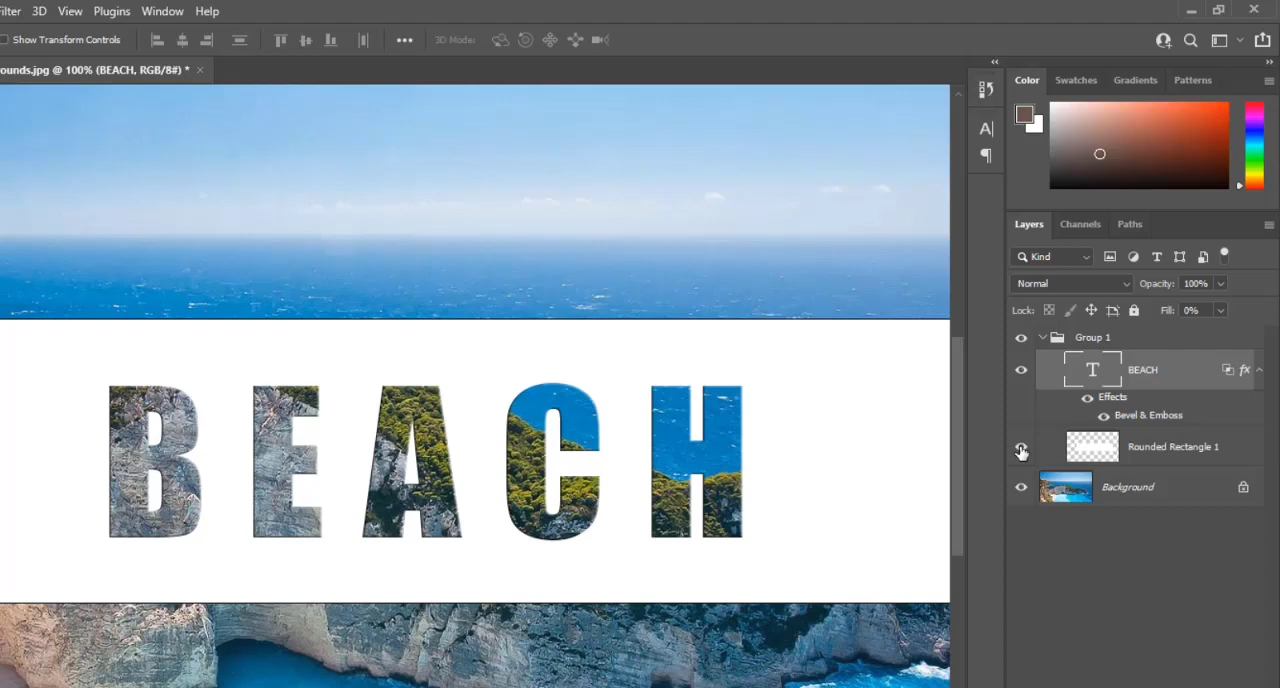 Filter 3D View Plugins Window Help
Show Transform Controls
3D Mode:
ounds.jpg @ 100% (BEACH, RGB/8#) *
Color Swatches Gradients Patterns
Layers Channels Paths
Kind
Normal Opacity: 100%
Lock: Fill: 0%
Group 1
T BEACH fx
Effects
Bevel & Emboss
Rounded Rectangle 1
Background
BEACH